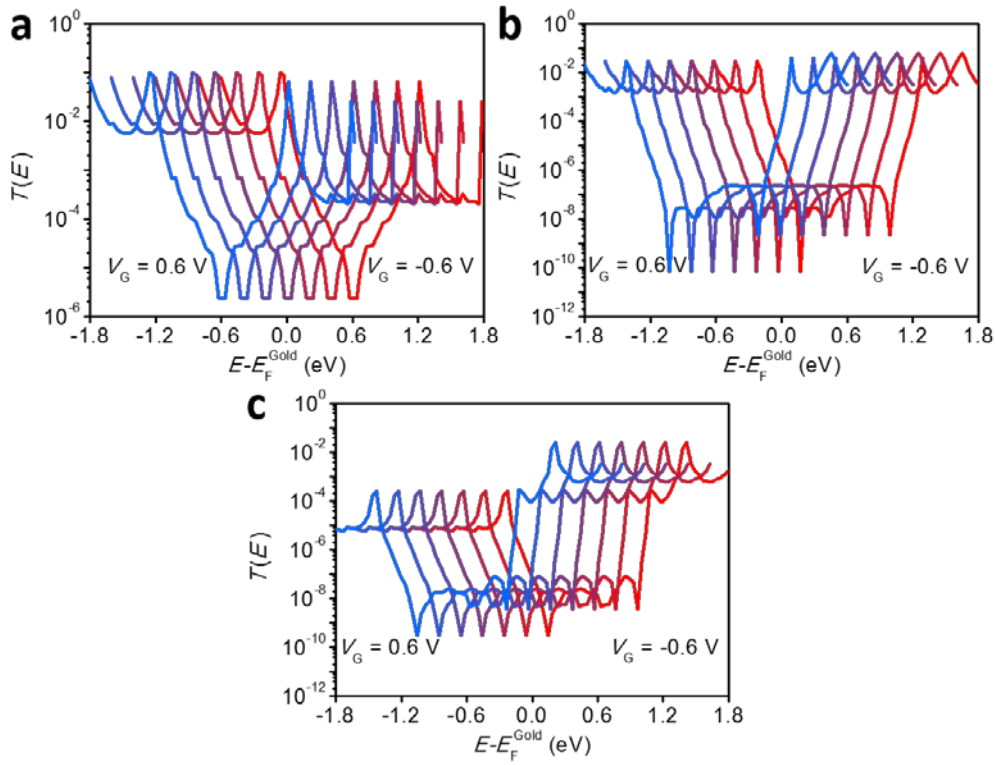 a
10^0
10^-2
10^-4
10^-6
T(E)
V_G = 0.6 V
V_G = -0.6 V
-1.8 -1.2 -0.6 0.0 0.6 1.2 1.8
E-E_F^Gold (eV)
b
10^0
10^-2
10^-4
10^-6
10^-8
10^-10
10^-12
T(E)
V_G = 0.6 V
V_G = -0.6 V
-1.8 -1.2 -0.6 0.0 0.6 1.2 1.8
E-E_F^Gold (eV)
c
10^0
10^-2
10^-4
10^-6
10^-8
10^-10
10^-12
T(E)
V_G = 0.6 V
V_G = -0.6 V
-1.8 -1.2 -0.6 0.0 0.6 1.2 1.8
E-E_F^Gold (eV)